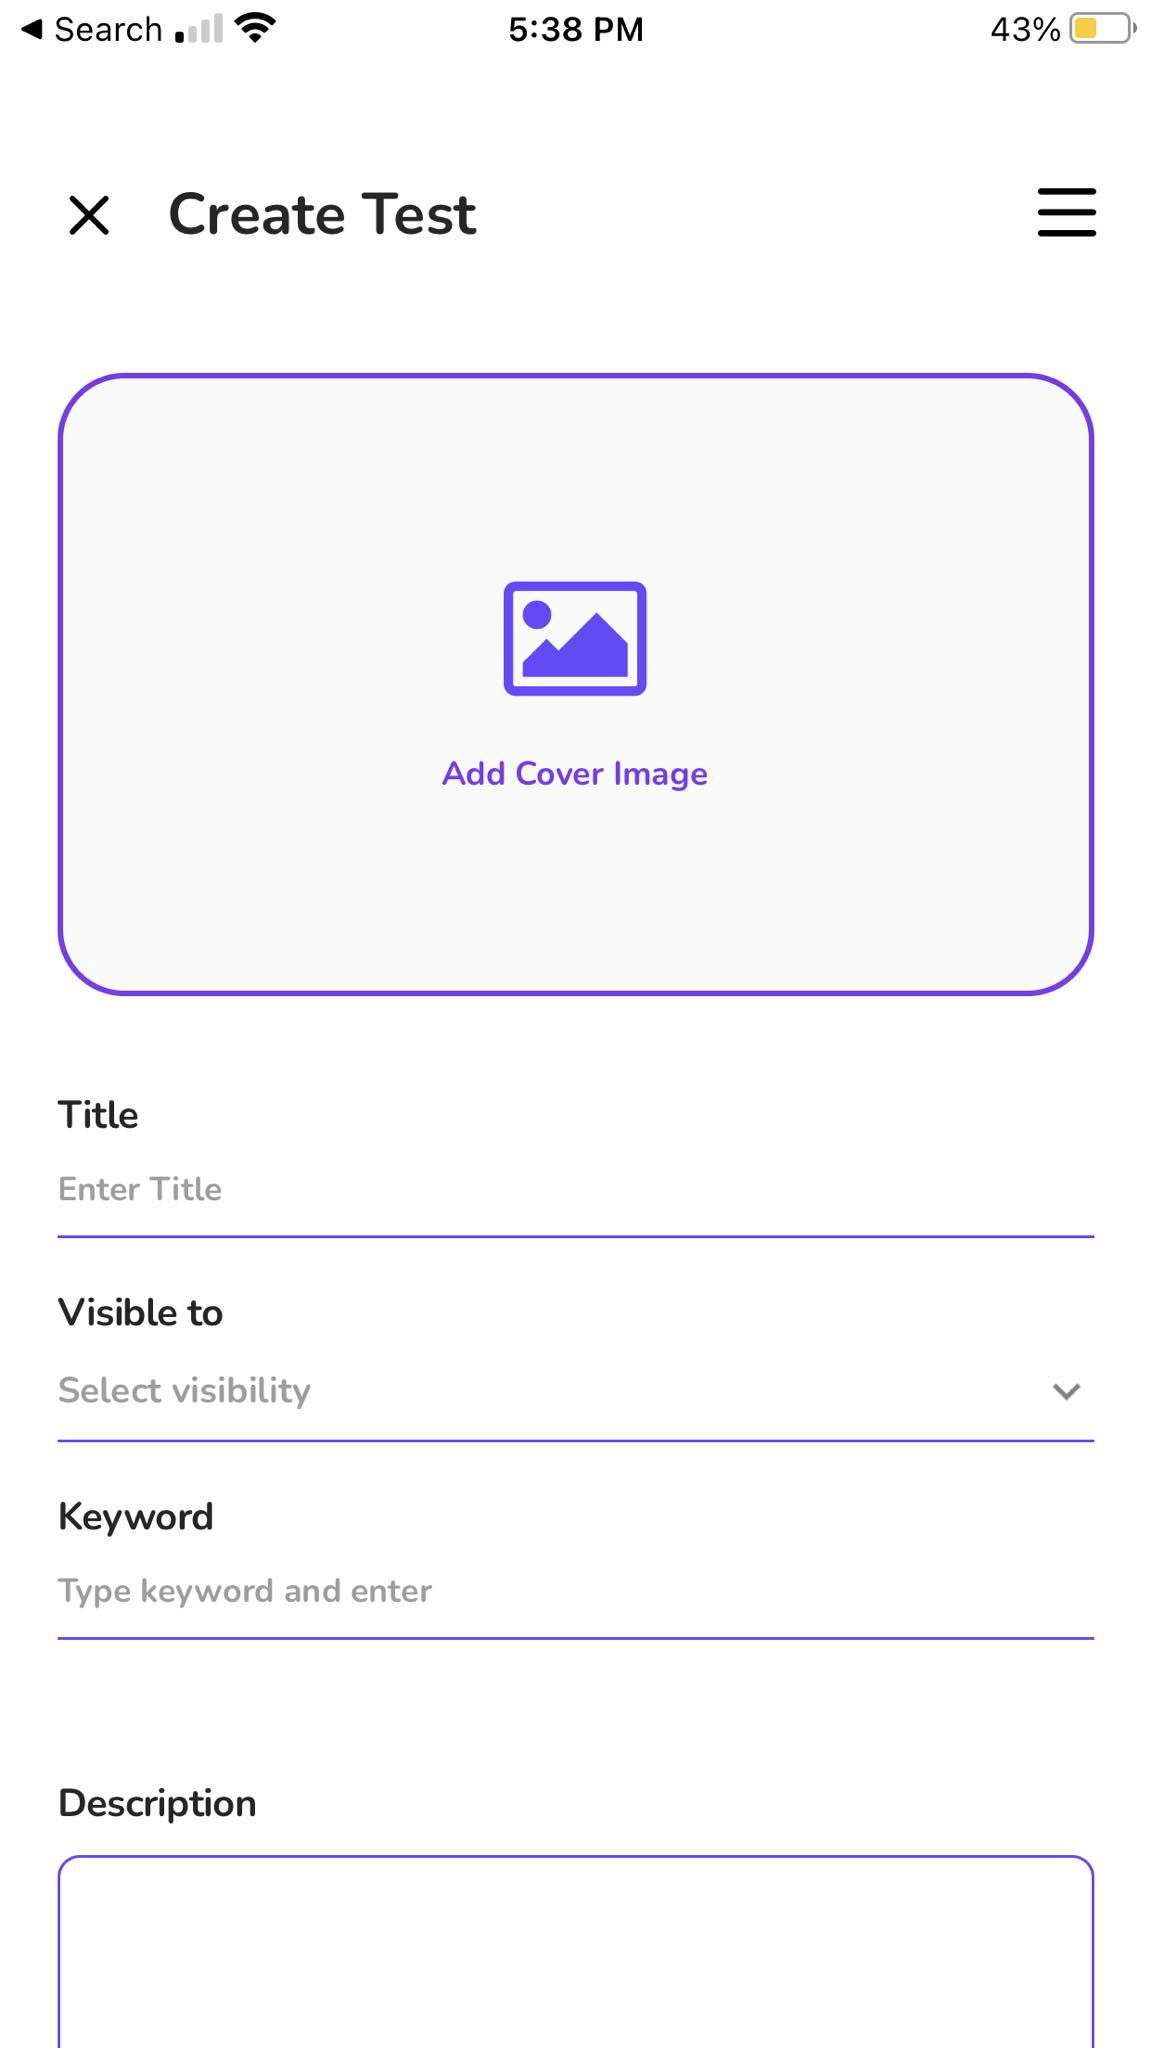 Search 5:38 PM 43%
Create Test
Add Cover Image
Title
Enter Title
Visible to
Select visibility
Keyword
Type keyword and enter
Description